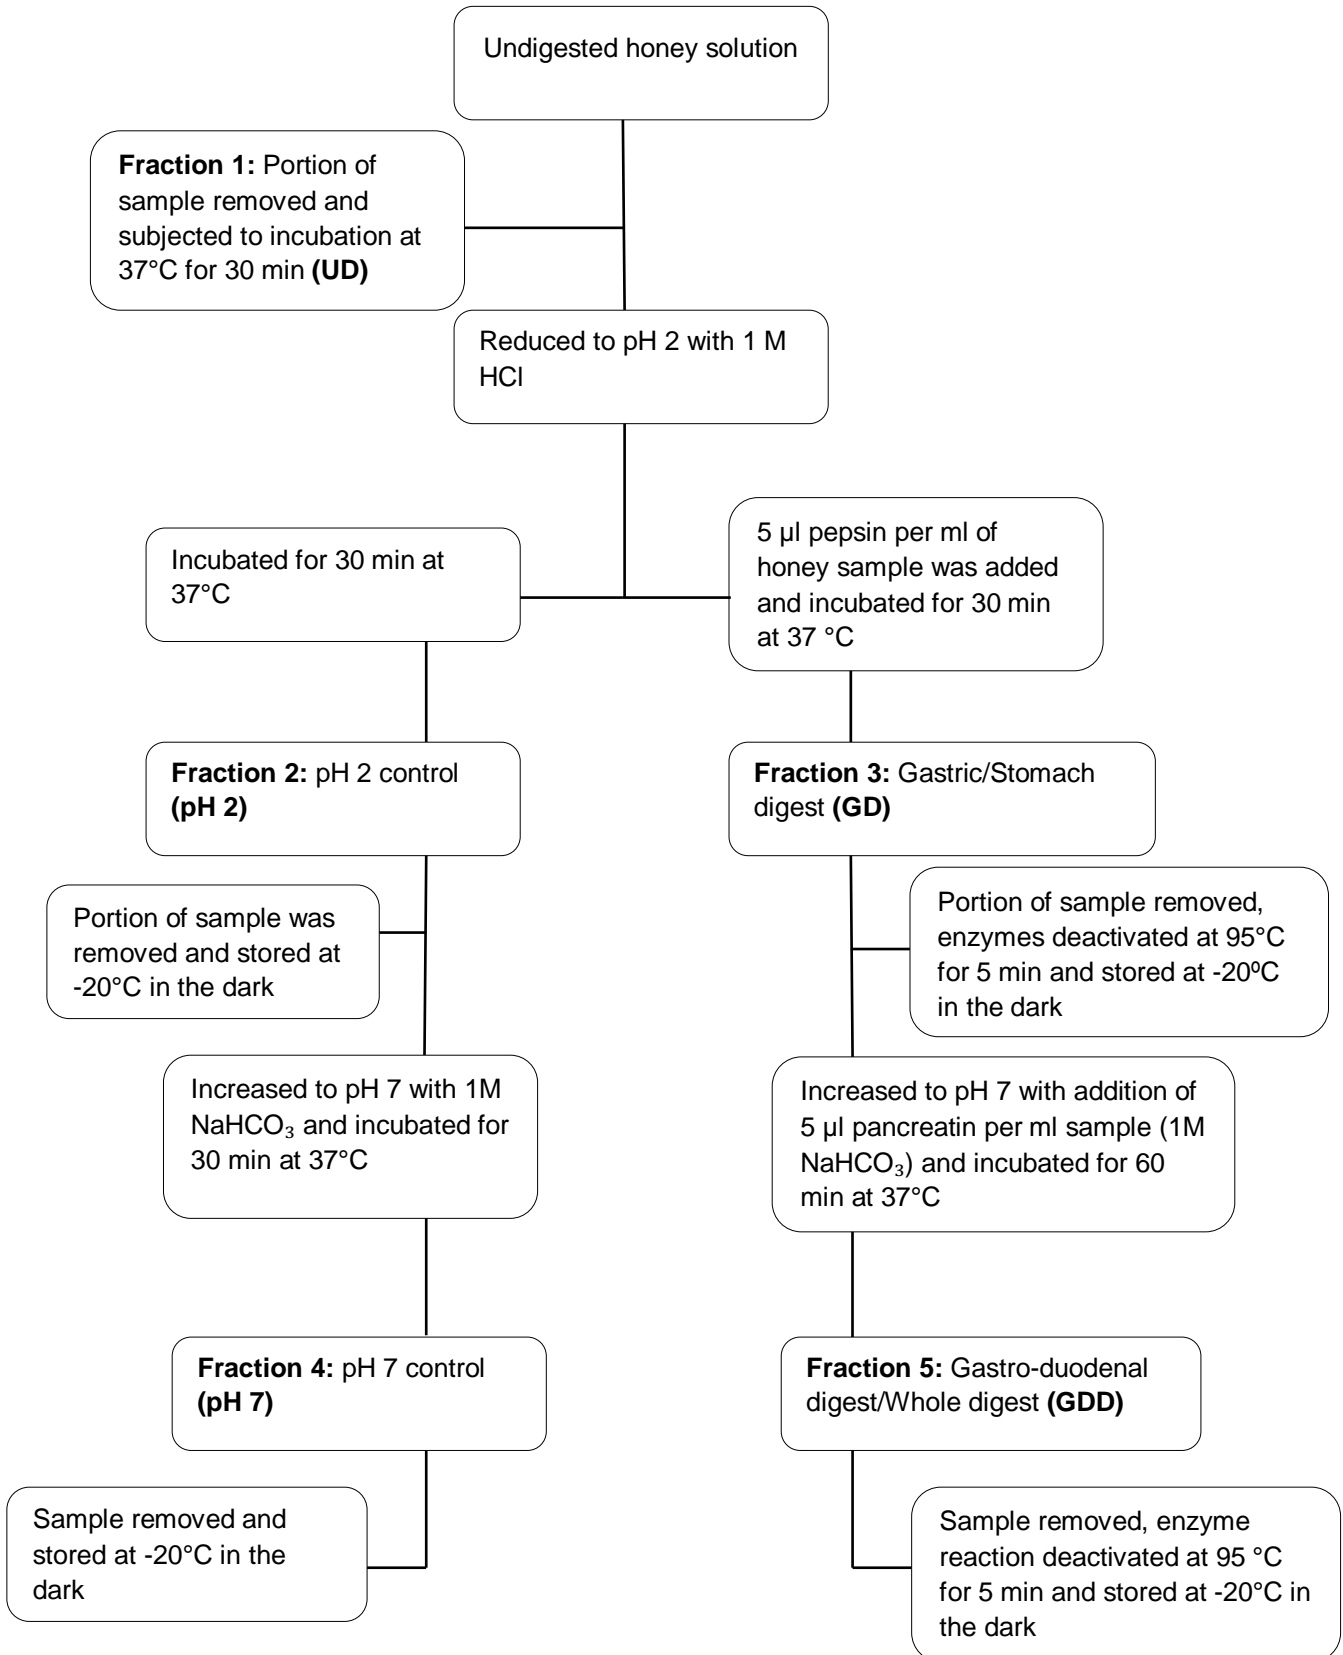 Undigested honey solution
Fraction 1: Portion of
sample removed and
subjected to incubation at
37°C for 30 min (UD)
Reduced to pH 2 with 1 M
HCl
Incubated for 30 min at
37°C
5 µl pepsin per ml of
honey sample was added
and incubated for 30 min
at 37 °C
Fraction 2: pH 2 control
(pH 2)
Fraction 3: Gastric/Stomach
digest (GD)
Portion of sample was
removed and stored at
-20°C in the dark
Portion of sample removed,
enzymes deactivated at 95°C
for 5 min and stored at -20ºC
in the dark
Increased to pH 7 with 1M
NaHCO₃ and incubated for
30 min at 37°C
Increased to pH 7 with addition of
5 µl pancreatin per ml sample (1M
NaHCO₃) and incubated for 60
min at 37°C
Fraction 4: pH 7 control
(pH 7)
Fraction 5: Gastro-duodenal
digest/Whole digest (GDD)
Sample removed and
stored at -20°C in the
dark
Sample removed, enzyme
reaction deactivated at 95 °C
for 5 min and stored at -20°C in
the dark